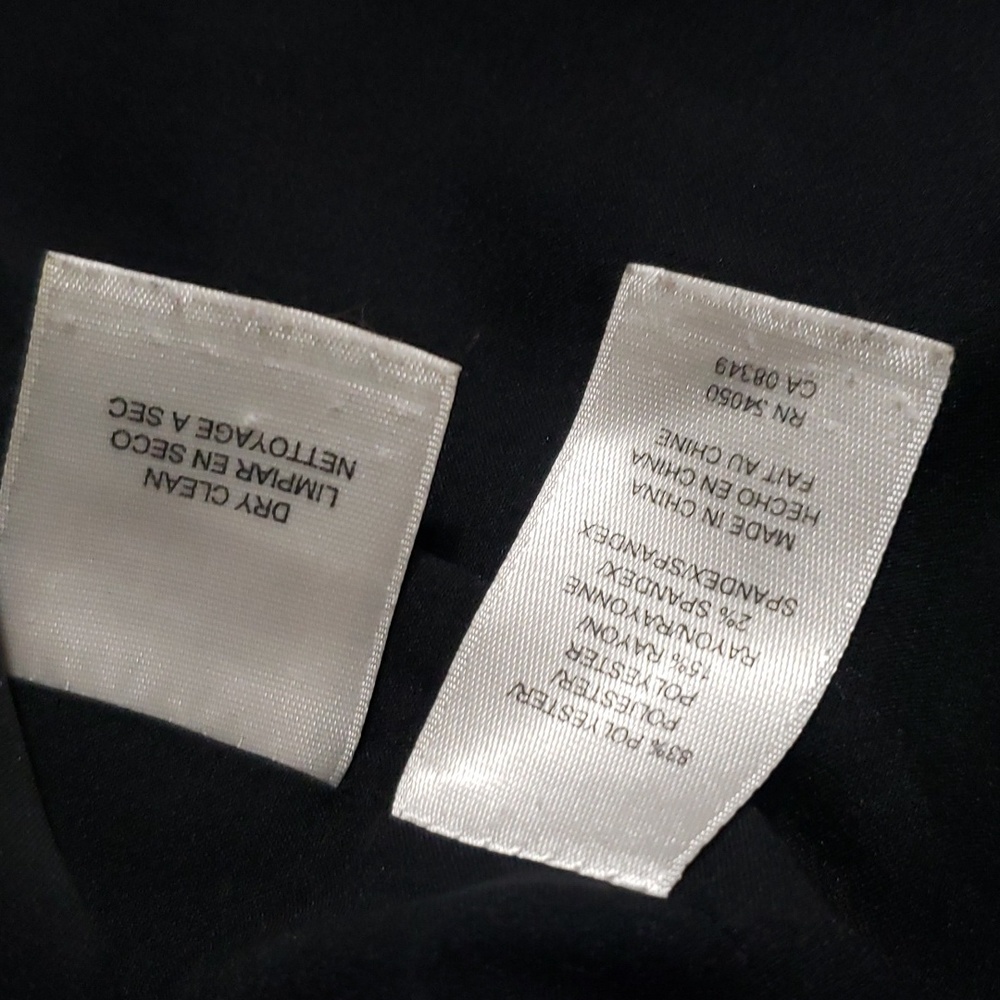 DRY CLEAN
LIMPIAR EN SECO
NETTOYAGE A SEC
83% POLYESTER/
POLIESTER/
POLYESTER
15% RAYON/
RAYON/RAYONNE
2% SPANDEX/
SPANDEX/SPANDEX
MADE IN CHINA
HECHO EN CHINA
FAIT AU CHINE
RN 54050
CA 08349